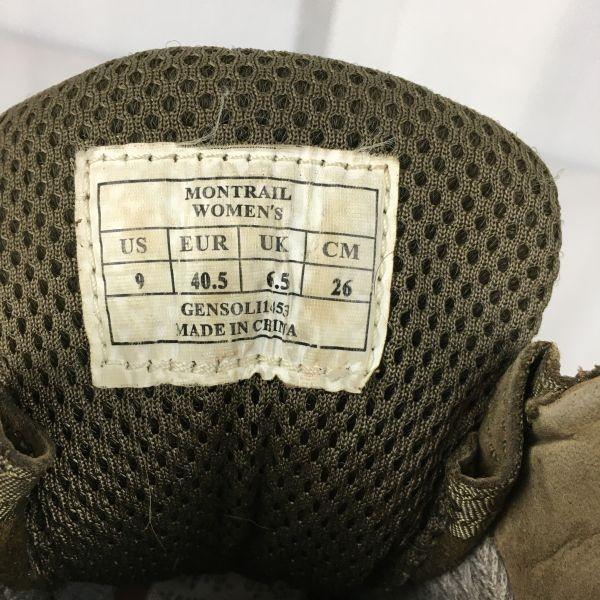 MONTRAIL
WOMEN'S
US EUR UK CM
9 40.5 6.5 26
MADE IN CHINA